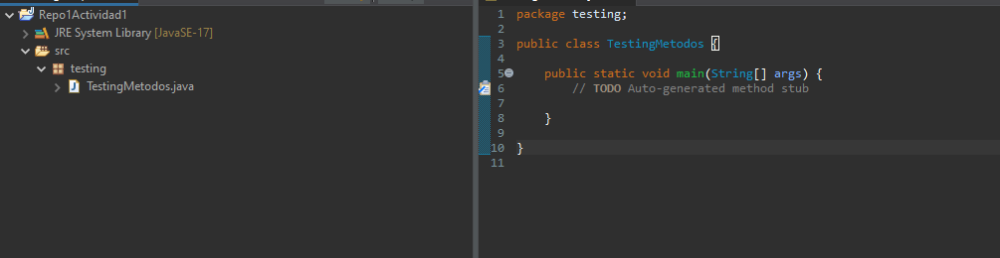 Repo1Actividad1
JRE System Library [JavaSE-17]
src
testing
TestingMetodos.java
1 package testing;
2
3 public class TestingMetodos {
4
5 public static void main(String[] args) {
6 // TODO Auto-generated method stub
7
8 }
9
10 }
11